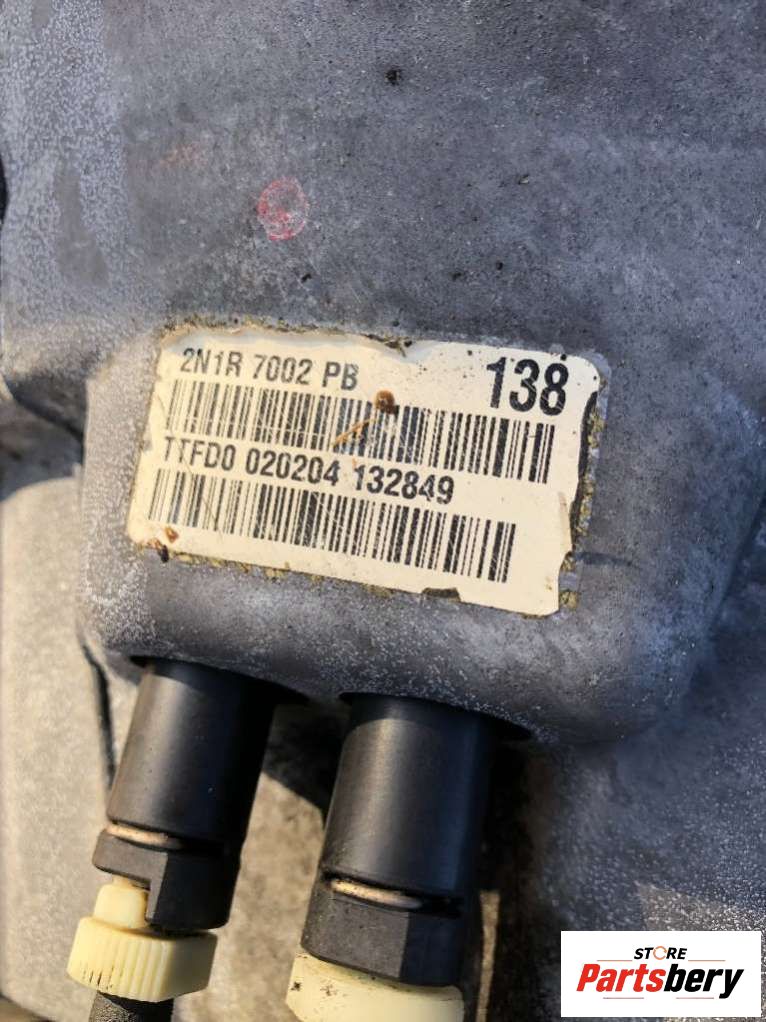 2N1R 7002 PB 138
TTFD0 020204 132849
STORE
Partsbery